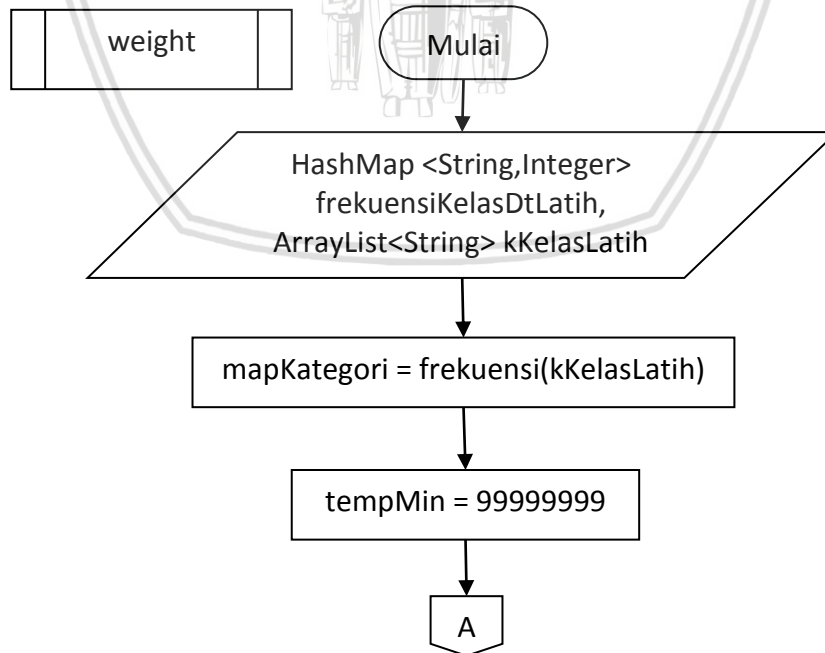 weight
Mulai
HashMap <String,Integer>
frekuensiKelasDtLatih,
ArrayList<String> kKelasLatih
mapKategori = frekuensi(kKelasLatih)
tempMin = 99999999
A